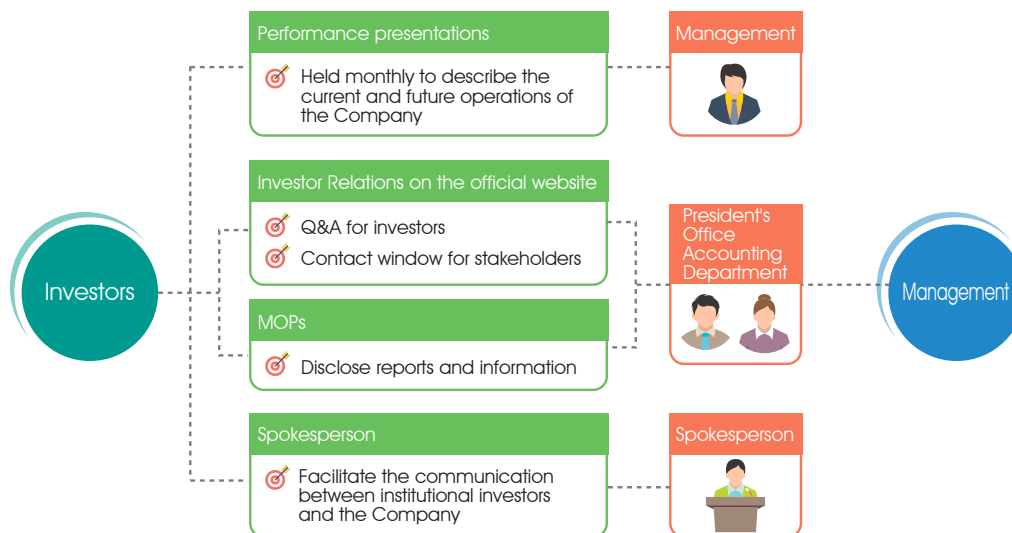 Performance presentations
Held monthly to describe the
current and future operations of
the Company
Management
Investor Relations on the official website
Q&A for investors
Contact window for stakeholders
President's
Office
Accounting
Department
Investors
Management
MOPs
Disclose reports and information
Spokesperson
Facilitate the communication
between institutional investors
and the Company
Spokesperson